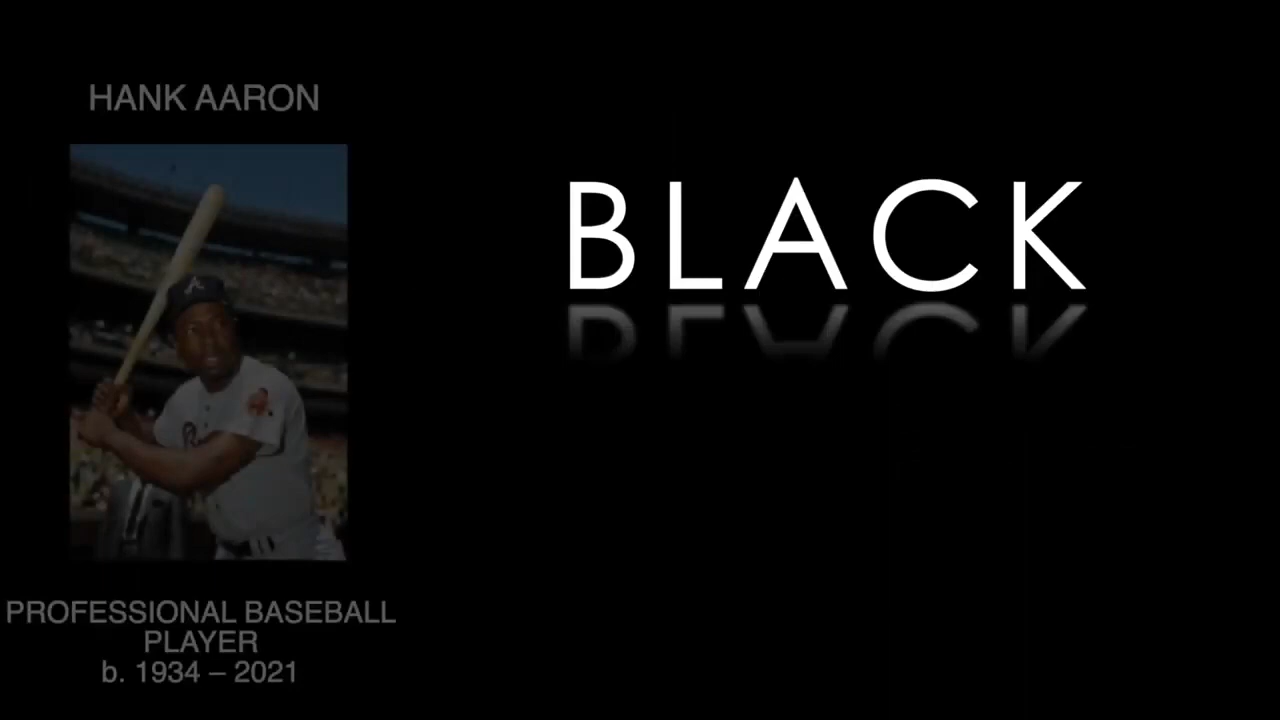 HANK AARON
BLACK
A
PROFESSIONAL BASEBALL
PLAYER
b. 1934 – 2021